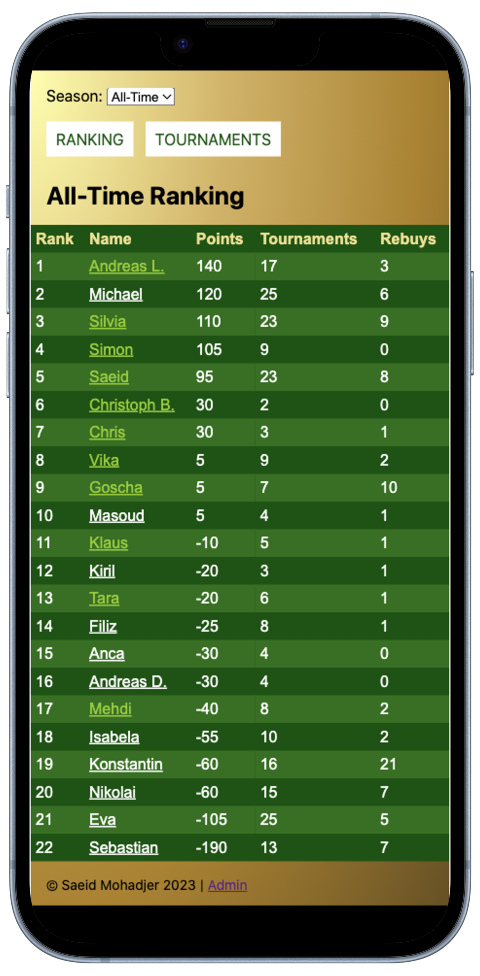 Season: All-Time
RANKING TOURNAMENTS
All-Time Ranking
Rank Name Points Tournaments Rebuys
1 Andreas L. 140 17 3
2 Michael 120 25 6
3 Silvia 110 23 9
4 Simon 105 9 0
5 Saeid 95 23 8
6 Christoph B. 30 2 0
7 Chris 30 3 1
8 Vika 5 9 2
9 Goscha 5 7 10
10 Masoud 5 4 1
11 Klaus -10 5 1
12 Kiril -20 3 1
13 Tara -20 6 1
14 Filiz -25 8 1
15 Anca -30 4 0
16 Andreas D. -30 4 0
17 Mehdi -40 8 2
18 Isabela -55 10 2
19 Konstantin -60 16 21
20 Nikolai -60 15 7
21 Eva -105 25 5
22 Sebastian -190 13 7
© Saeid Mohadjer 2023 | Admin